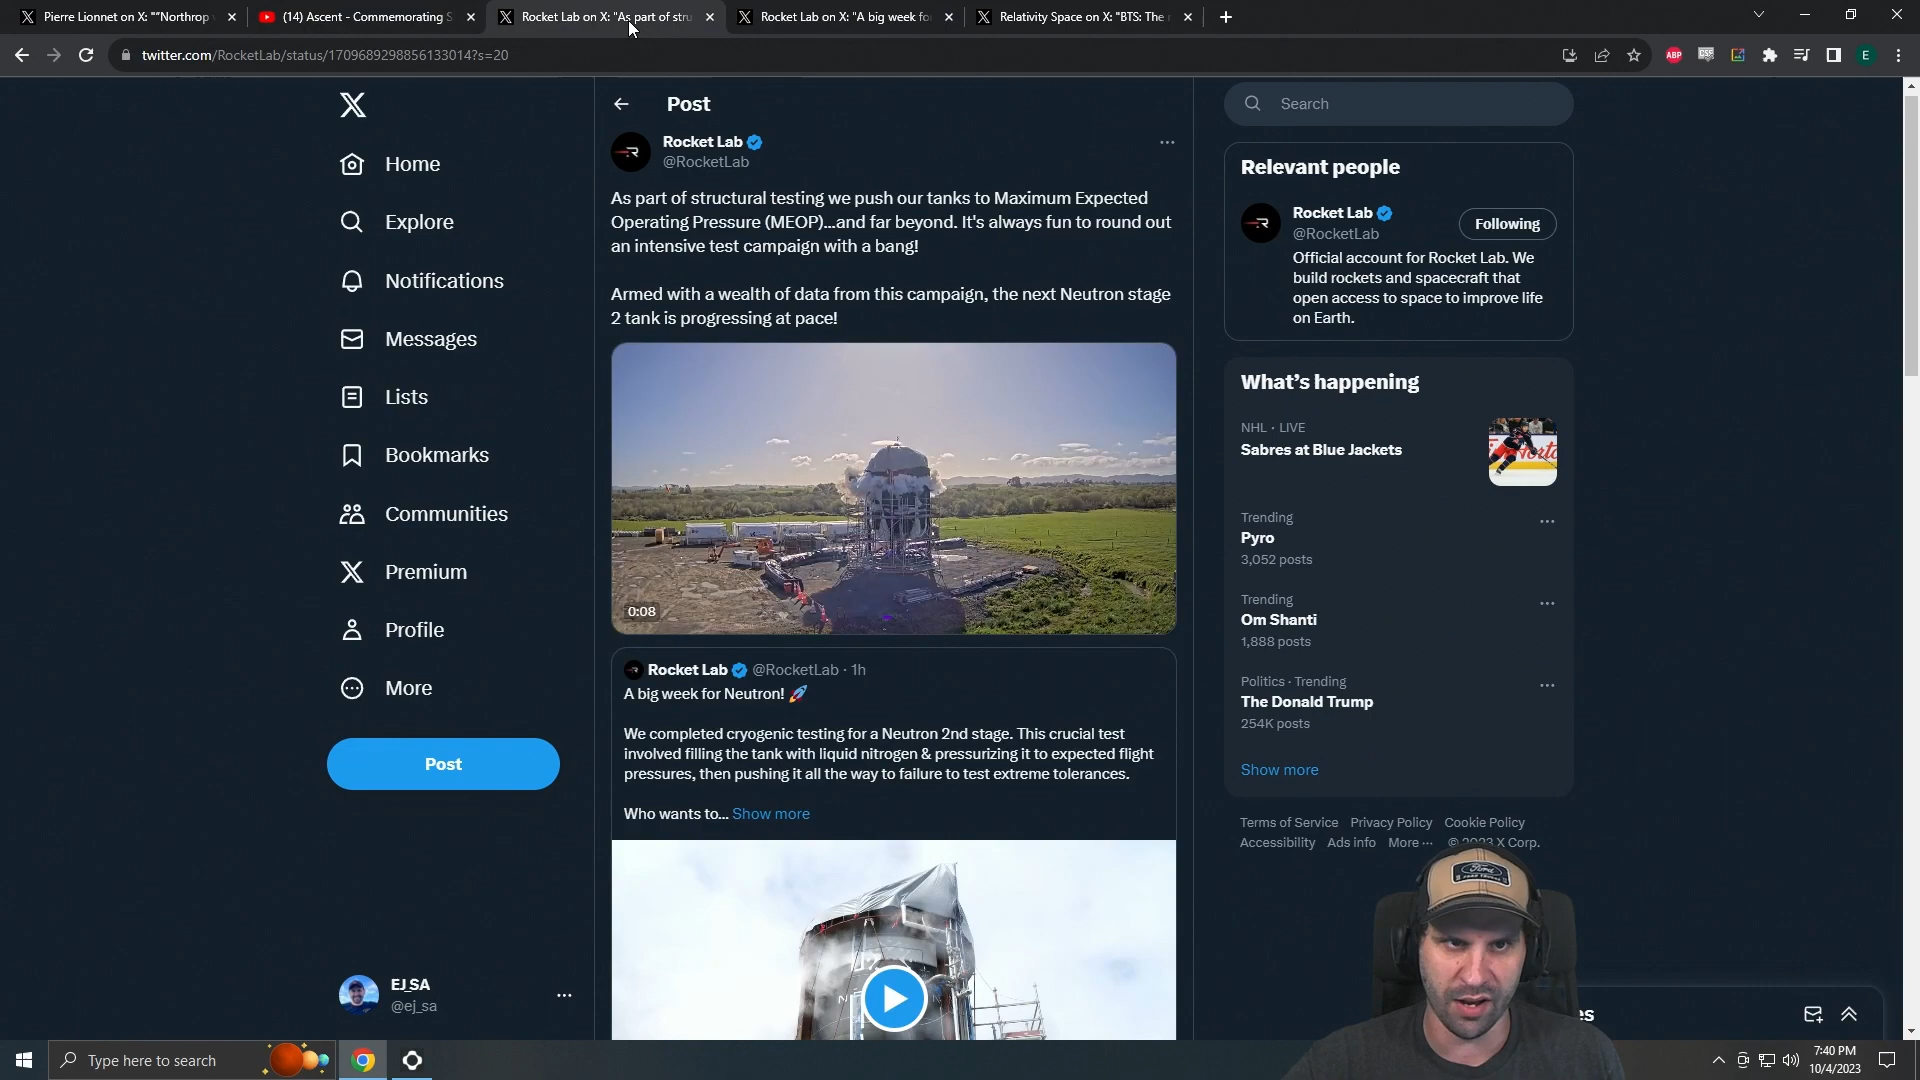 Pierre Lionnet on X: ""Northrop
(14) Ascent - Commemorating S
Rocket Lab on X: "As part of stru
Rocket Lab on X: "A big week fo
Relativity Space on X: "BTS: The
twitter.com/RocketLab/status/1709689298856133014?s=20
ABP
CSS
E
Post
Search
Home
Explore
Notifications
Messages
Lists
Bookmarks
Communities
Premium
Profile
More
Post
EJ_SA
@ej_sa
Rocket Lab
@RocketLab
As part of structural testing we push our tanks to Maximum Expected
Operating Pressure (MEOP)...and far beyond. It's always fun to round out
an intensive test campaign with a bang!
Armed with a wealth of data from this campaign, the next Neutron stage
2 tank is progressing at pace!
0:08
Rocket Lab @RocketLab · 1h
A big week for Neutron! 🚀
We completed cryogenic testing for a Neutron 2nd stage. This crucial test
involved filling the tank with liquid nitrogen & pressurizing it to expected flight
pressures, then pushing it all the way to failure to test extreme tolerances.
Who wants to... Show more
Relevant people
Rocket Lab
@RocketLab
Following
Official account for Rocket Lab. We
build rockets and spacecraft that
open access to space to improve life
on Earth.
What's happening
NHL · LIVE
Sabres at Blue Jackets
Trending
Pyro
3,052 posts
Trending
Om Shanti
1,888 posts
Politics · Trending
The Donald Trump
254K posts
Show more
Terms of Service Privacy Policy Cookie Policy
Accessibility Ads info More ... © 2023 X Corp.
Ford
es
Type here to search
7:40 PM
10/4/2023